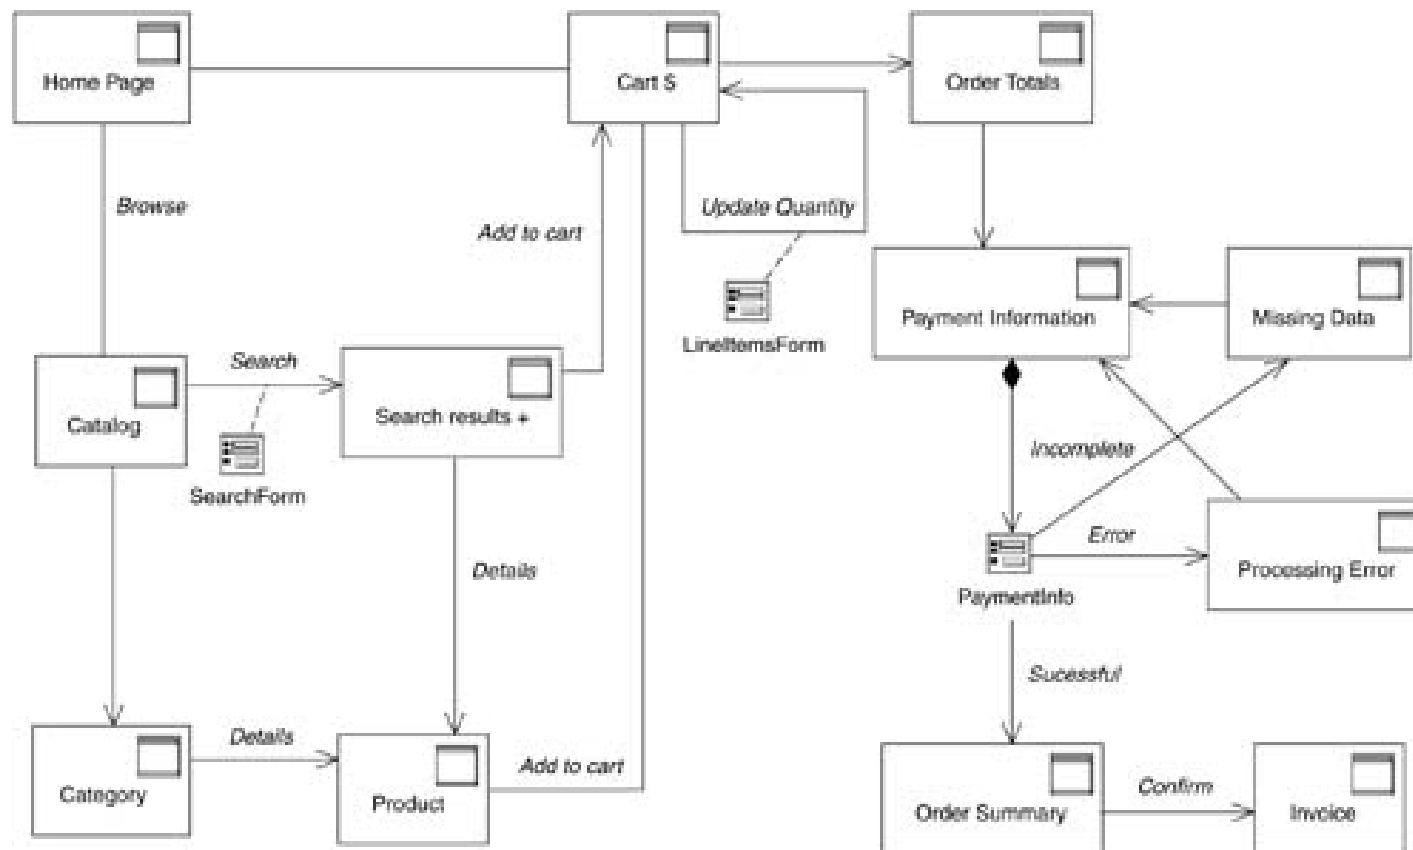 Home Page
Cart $
Order Totals
Browse
Add to cart
Update Quantity
LineItemsForm
Payment Information
Missing Data
Catalog
Search
SearchForm
Search results +
Details
Incomplete
Error
PaymentInfo
Processing Error
Sucessful
Category
Details
Product
Add to cart
Order Summary
Confirm
Invoice